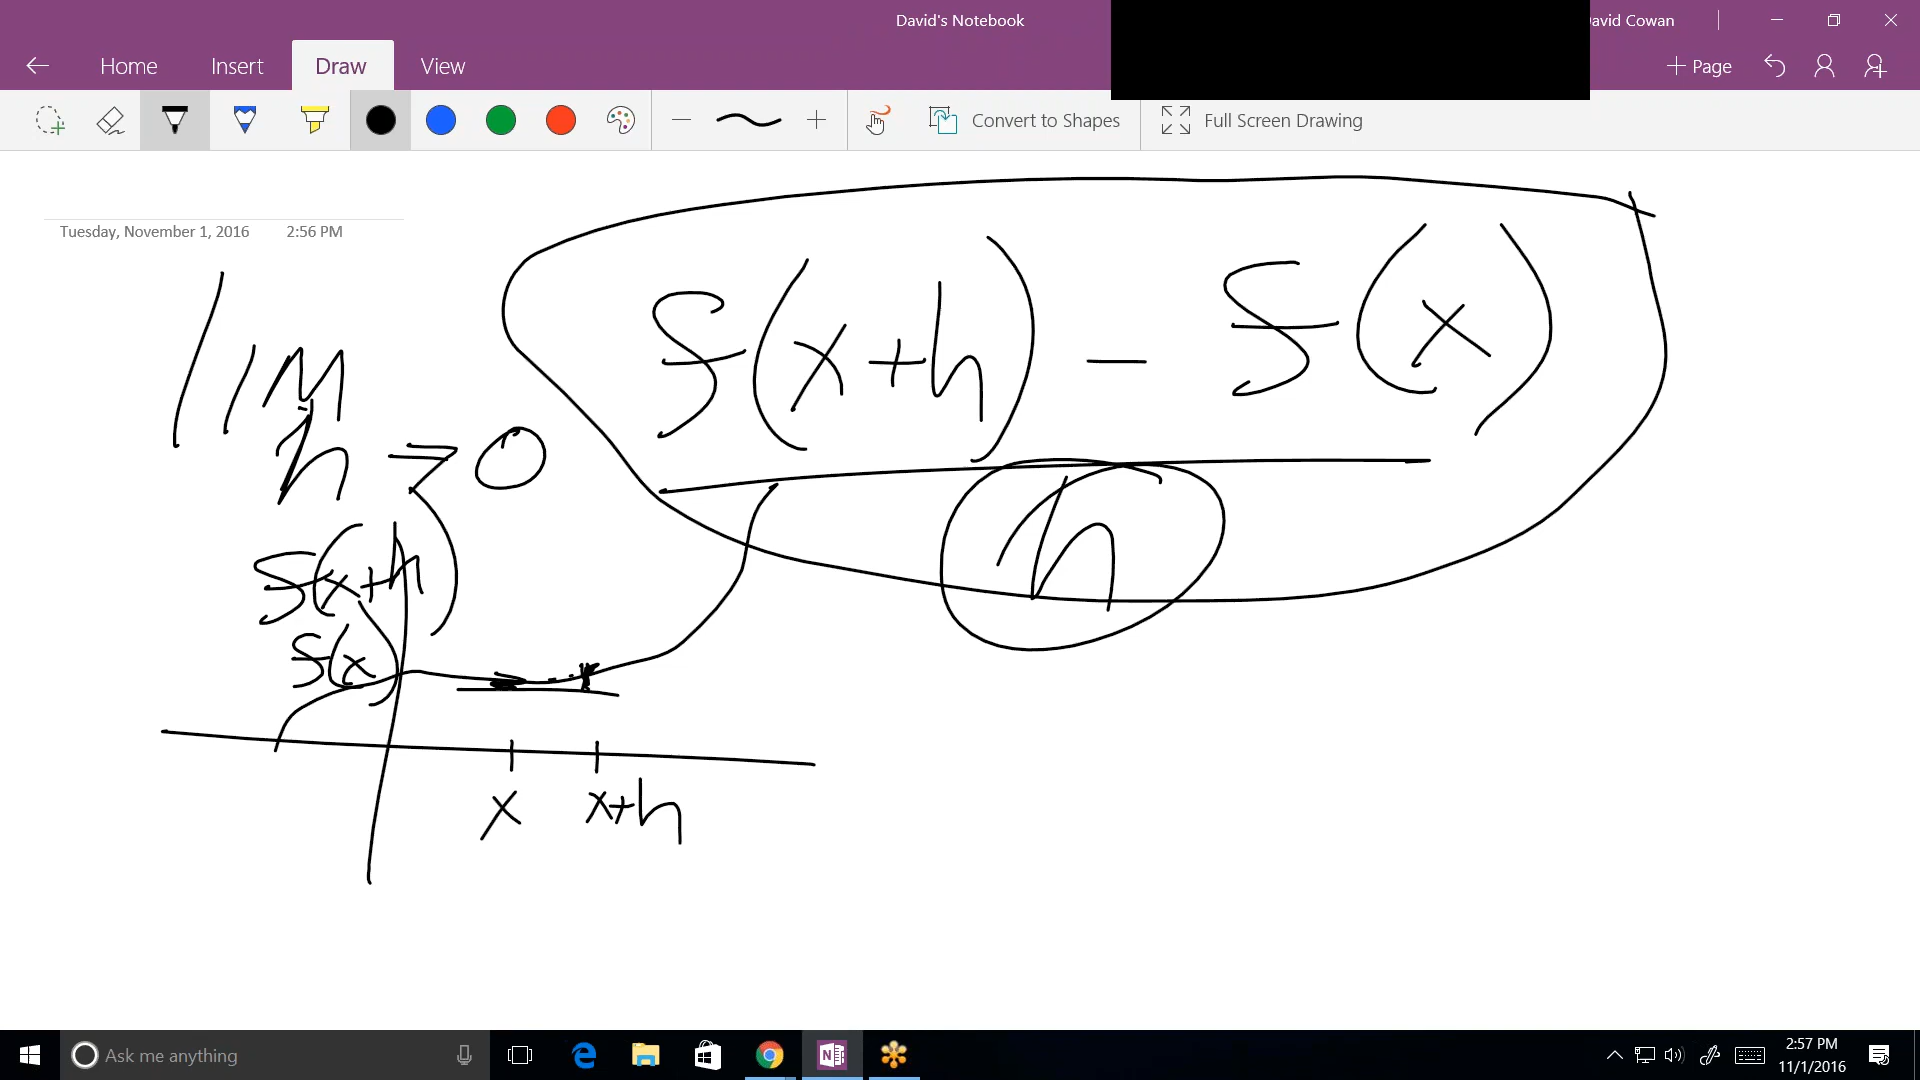 David's Notebook
avid Cowan
Home Insert Draw View
Page
Convert to Shapes Full Screen Drawing
Tuesday, November 1, 2016 2:56 PM
lim
h→0
f(x+h) - f(x)
h
f(x+h)
f(x)
x x+h
Ask me anything
2:57 PM
11/1/2016